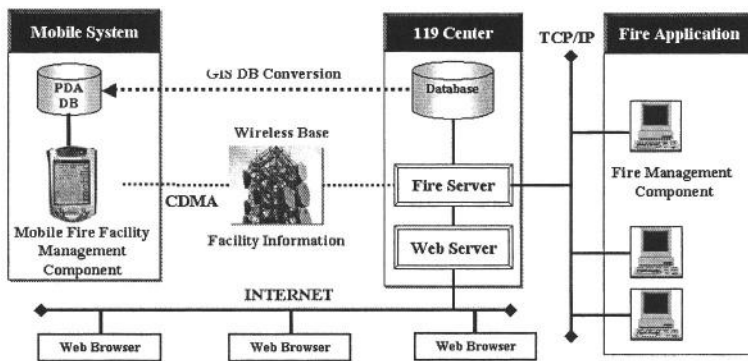 Mobile System
PDA
DB
Mobile Fire Facility
Management
Component
GIS DB Conversion
Wireless Base
CDMA
Facility Information
119 Center
Database
Fire Server
Web Server
TCP/IP
Fire Application
Fire Management
Component
INTERNET
Web Browser
Web Browser
Web Browser